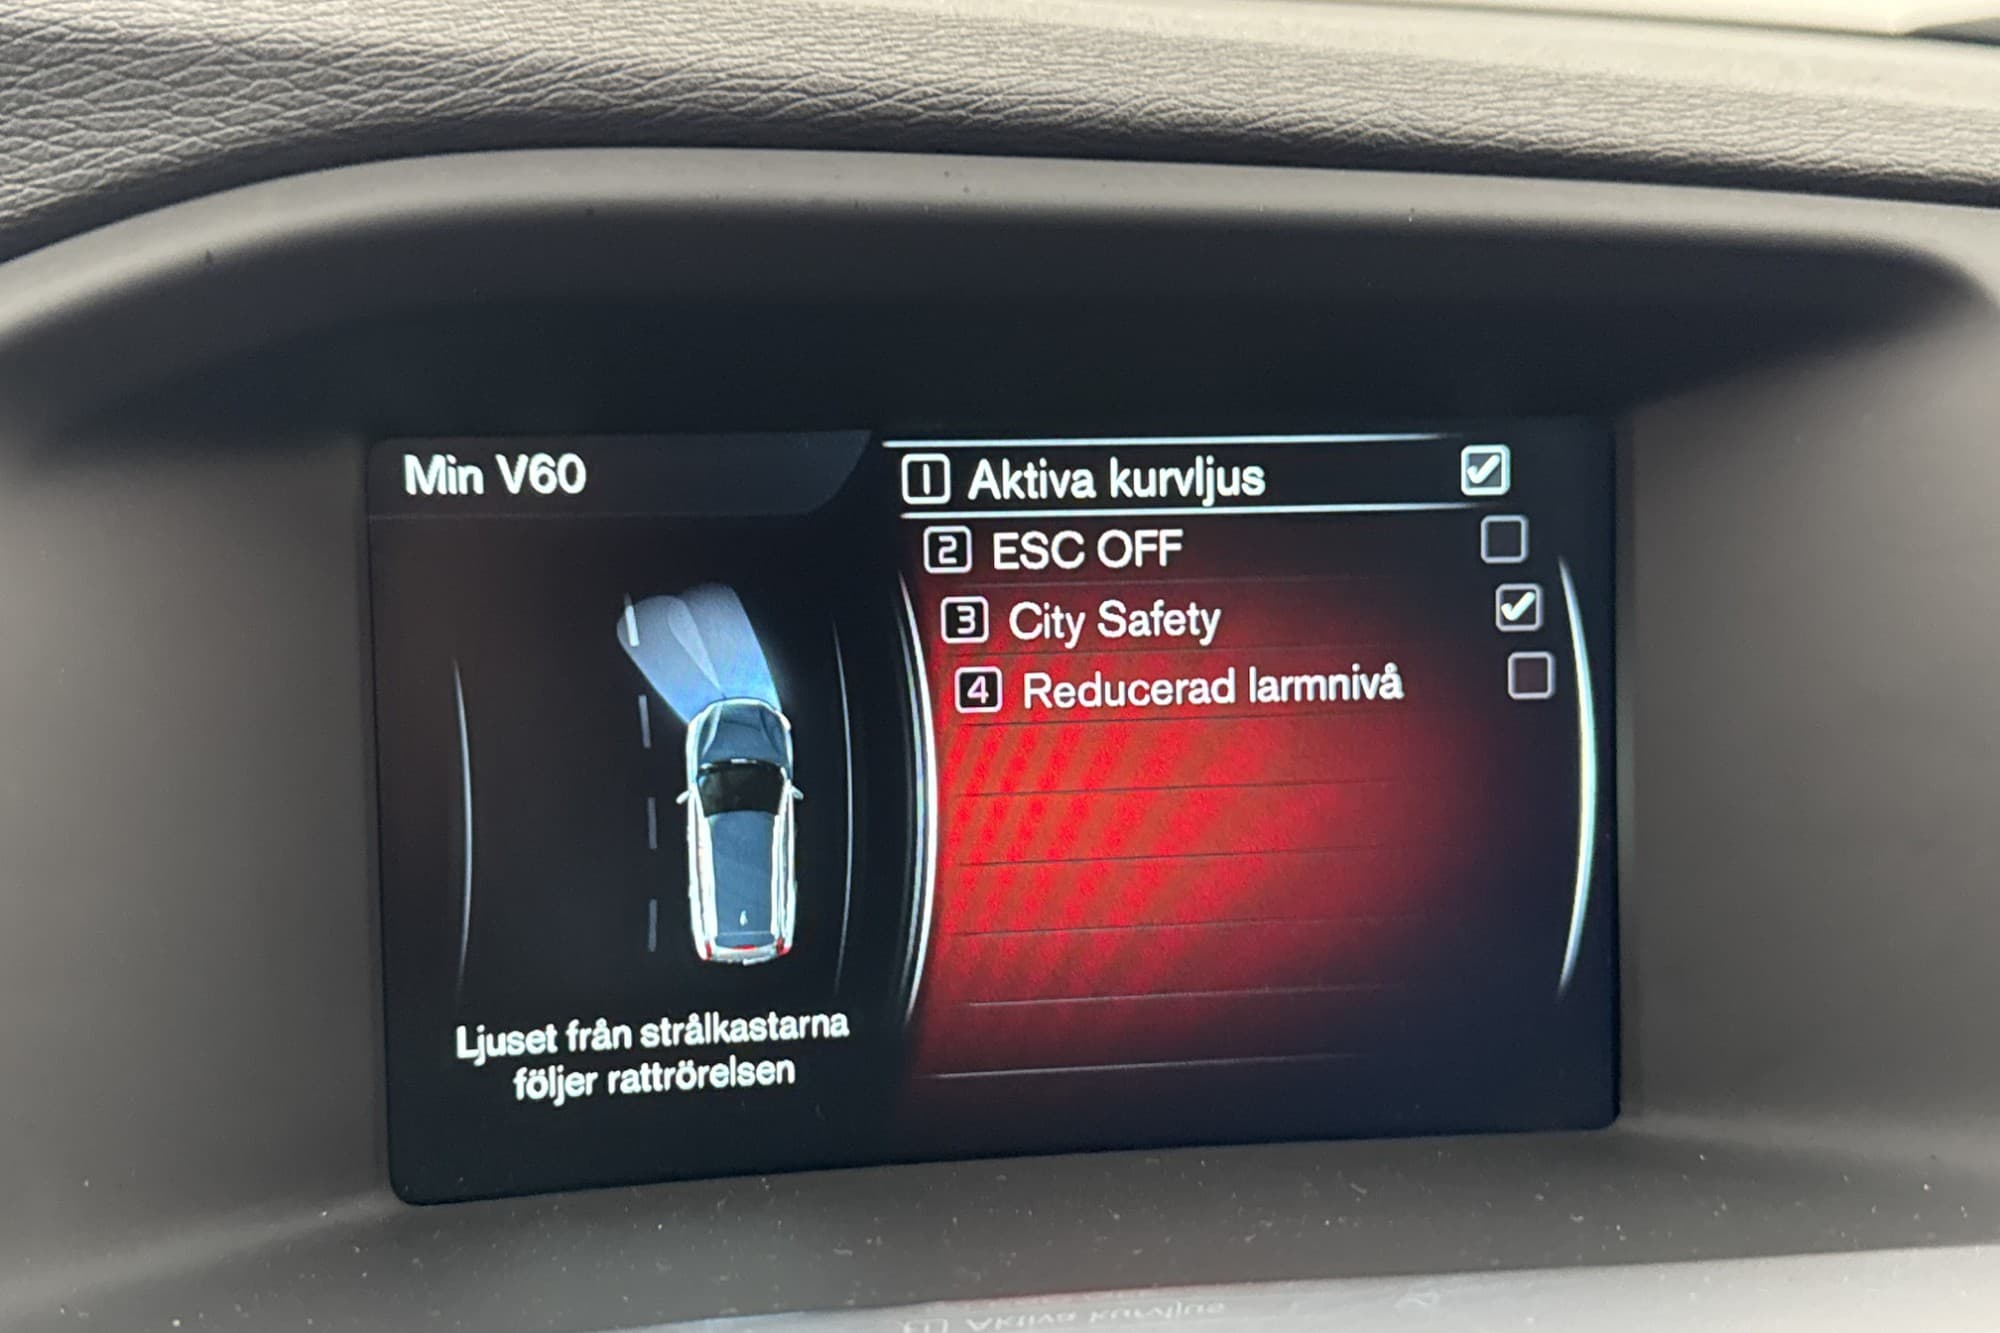 Min V60
1 Aktiva kurvljus
2 ESC OFF
3 City Safety
4 Reducerad larmnivå
Ljuset från strålkastarna
följer rattrörelsen